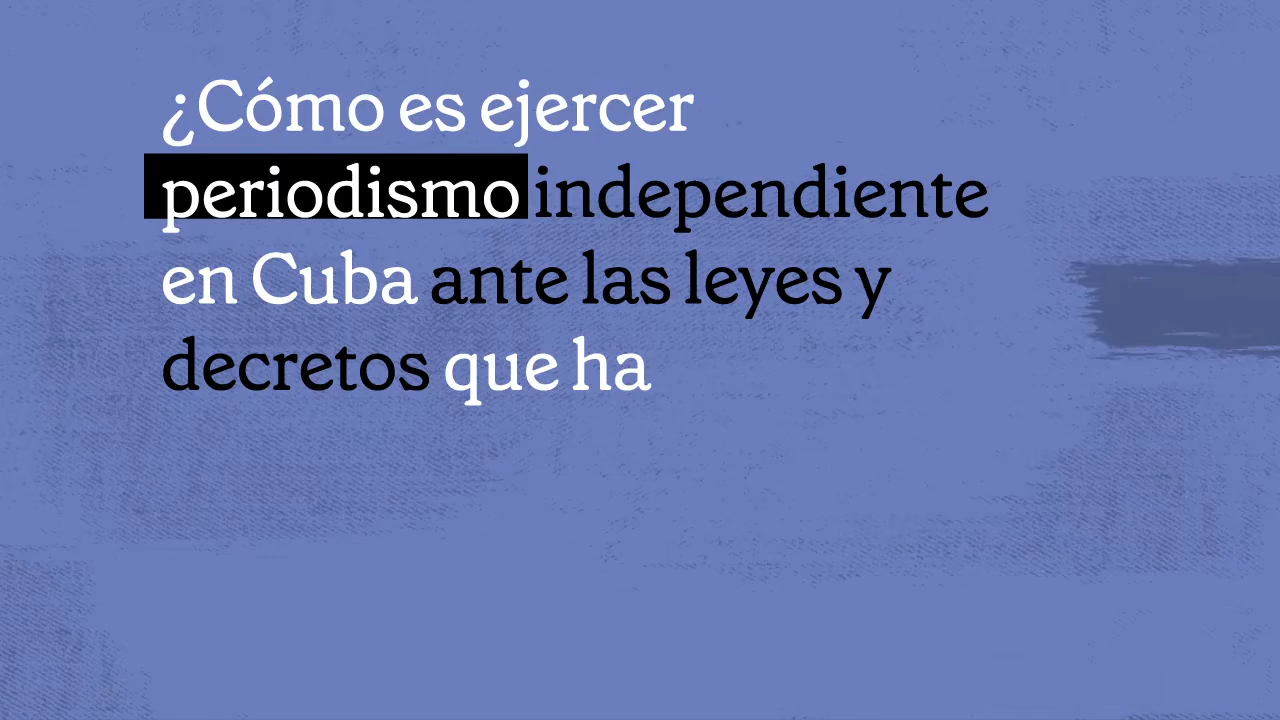 ¿Cómo es ejercer
periodismo independiente
en Cuba ante las leyes y
decretos que ha